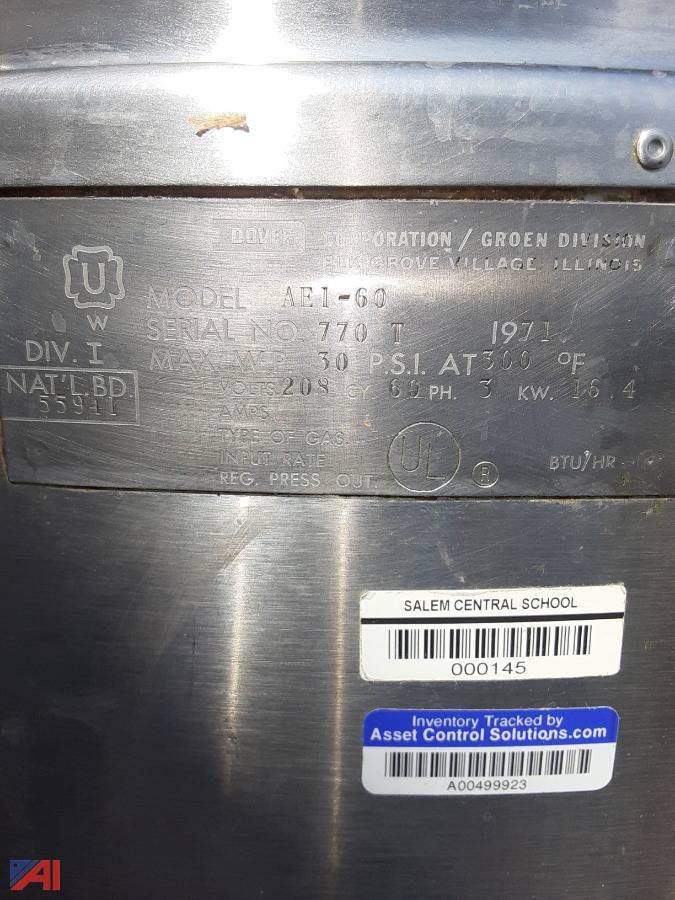 DOVER CORPORATION / GROEN DIVISION
ELK GROVE VILLAGE, ILLINOIS
U
W
MODEL AE1-60
SERIAL NO. 770 T 1971
DIV. I
MAX. W.P. 30 P.S.I. AT 300 °F
NAT'L. BD.
55941
VOLTS 208 CY 60 PH. 3 KW. 16.4
AMPS.
TYPE OF GAS.
INPUT RATE BTU/HR
REG. PRESS OUT.
UL ®
SALEM CENTRAL SCHOOL
000145
Inventory Tracked by
Asset Control Solutions.com
A00499923
AI